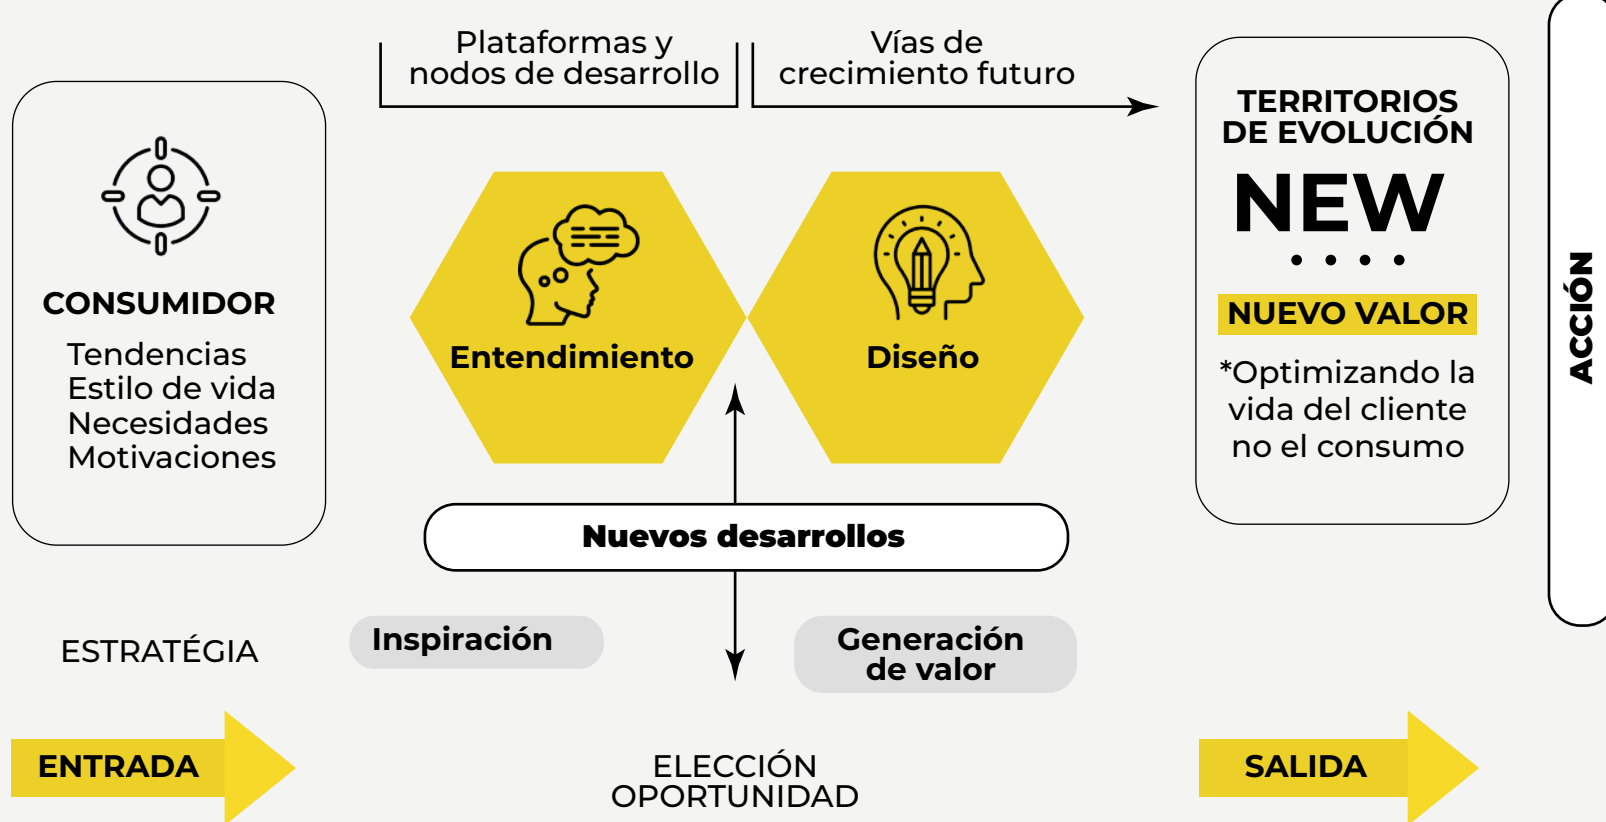 Plataformas y
nodos de desarrollo
Vías de
crecimiento futuro
CONSUMIDOR
Tendencias
Estilo de vida
Necesidades
Motivaciones
Entendimiento
Diseño
TERRITORIOS
DE EVOLUCIÓN
NEW
NUEVO VALOR
*Optimizando la
vida del cliente
no el consumo
ACCIÓN
Nuevos desarrollos
ESTRATÉGIA
Inspiración
Generación
de valor
ENTRADA
ELECCIÓN
OPORTUNIDAD
SALIDA